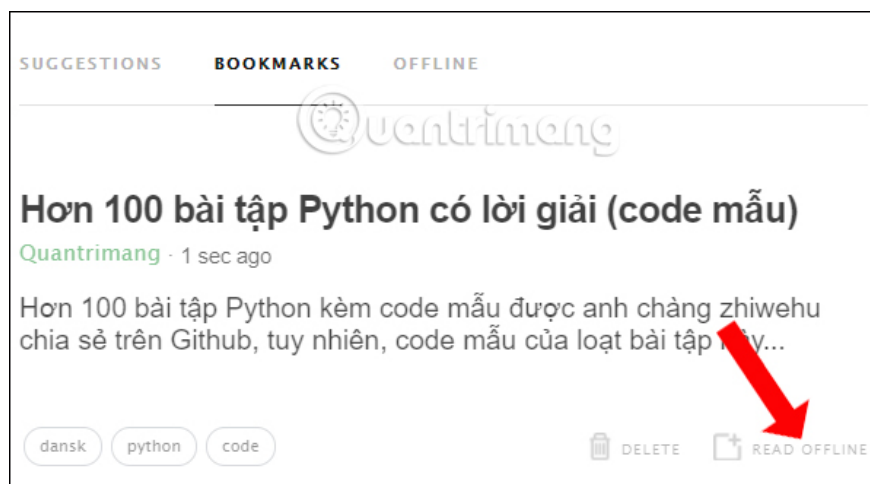 SUGGESTIONS BOOKMARKS OFFLINE
Quantrimang
Hơn 100 bài tập Python có lời giải (code mẫu)
Quantrimang · 1 sec ago
Hơn 100 bài tập Python kèm code mẫu được anh chàng zhiwehu
chia sẻ trên Github, tuy nhiên, code mẫu của loạt bài tập
dansk python code DELETE READ OFFLINE